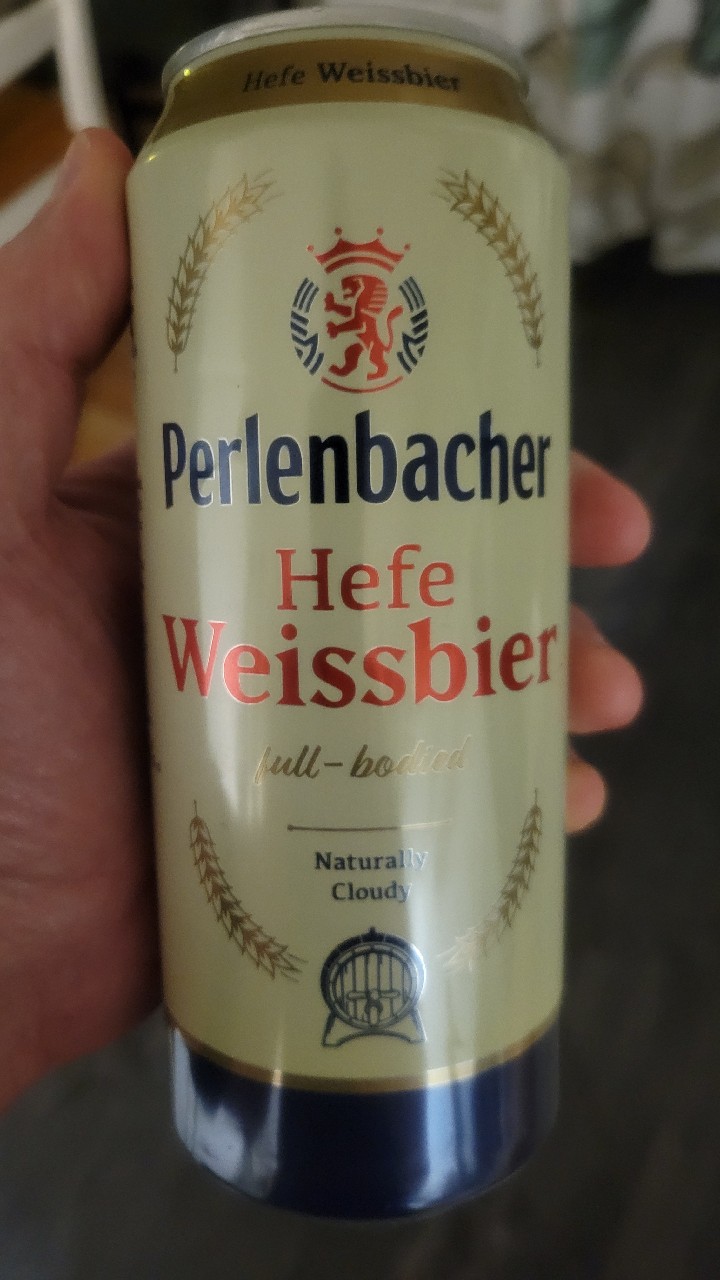 Hefe Weissbier
Perlenbacher
Hefe
Weissbier
full-bodied
Naturally
Cloudy